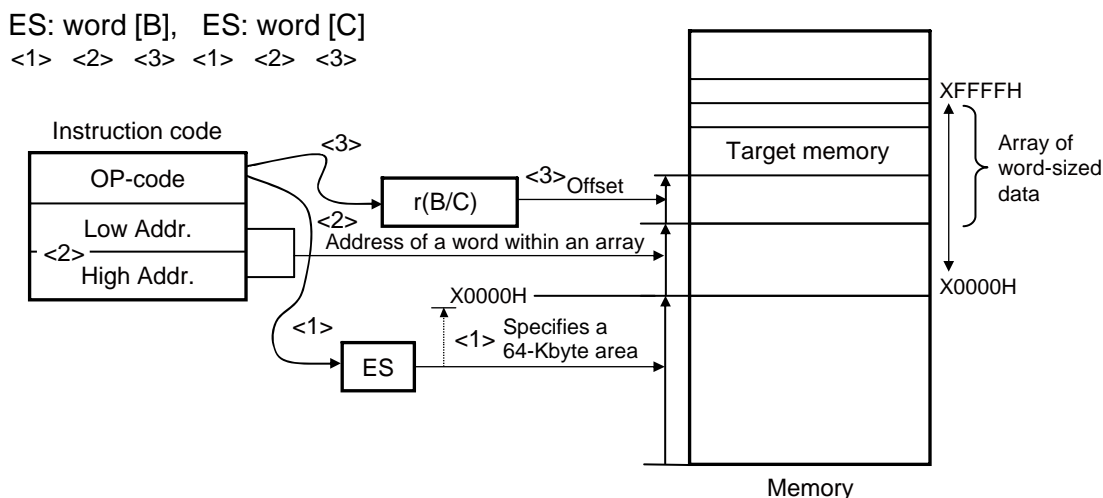 ES: word [B], ES: word [C]
<1> <2> <3> <1> <2> <3>
Instruction code
OP-code
Low Addr.
<2>
High Addr.
<3>
r(B/C)
<3> Offset
<2>
Address of a word within an array
X0000H
<1>
<1> Specifies a
64-Kbyte area
ES
Target memory
XFFFFH
Array of
word-sized
data
X0000H
Memory